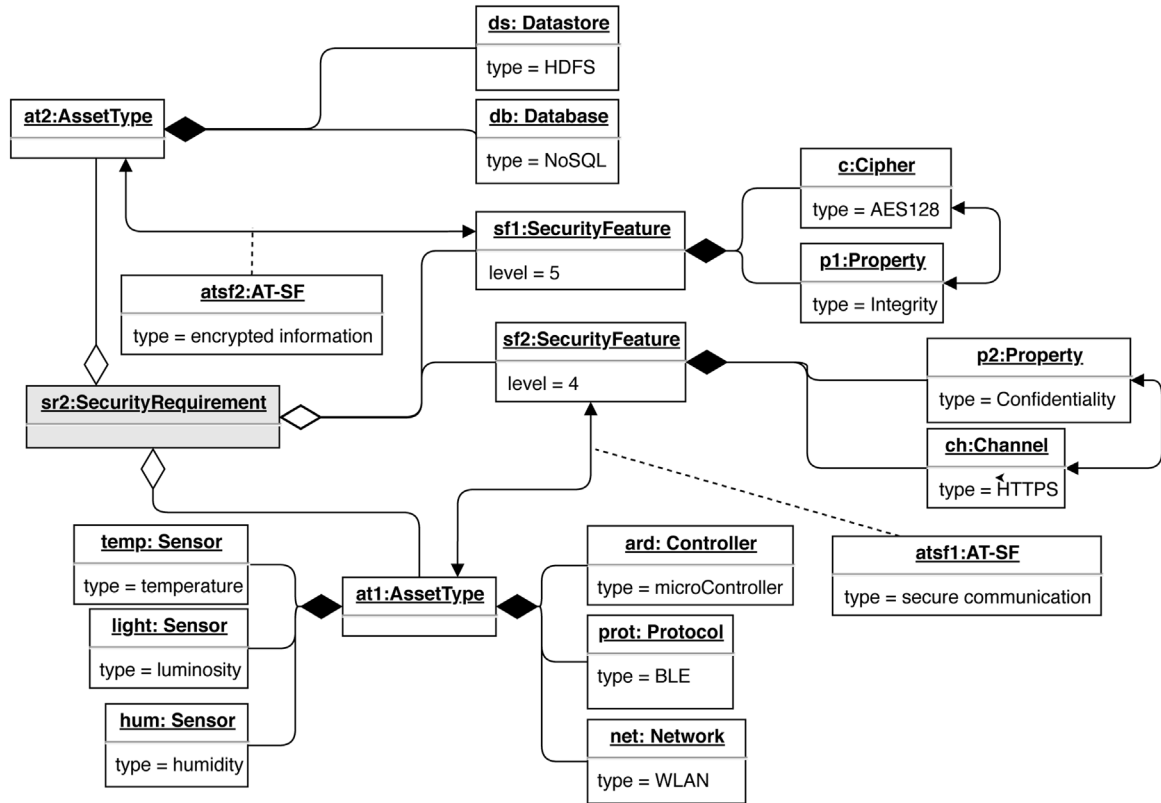 ds: Datastore
type = HDFS
at2:AssetType
db: Database
type = NoSQL
c:Cipher
type = AES128
sf1:SecurityFeature
level = 5
p1:Property
type = Integrity
atsf2:AT-SF
type = encrypted information
sf2:SecurityFeature
level = 4
p2:Property
type = Confidentiality
sr2:SecurityRequirement
ch:Channel
type = HTTPS
temp: Sensor
type = temperature
ard: Controller
type = microController
atsf1:AT-SF
type = secure communication
at1:AssetType
light: Sensor
type = luminosity
prot: Protocol
type = BLE
hum: Sensor
type = humidity
net: Network
type = WLAN